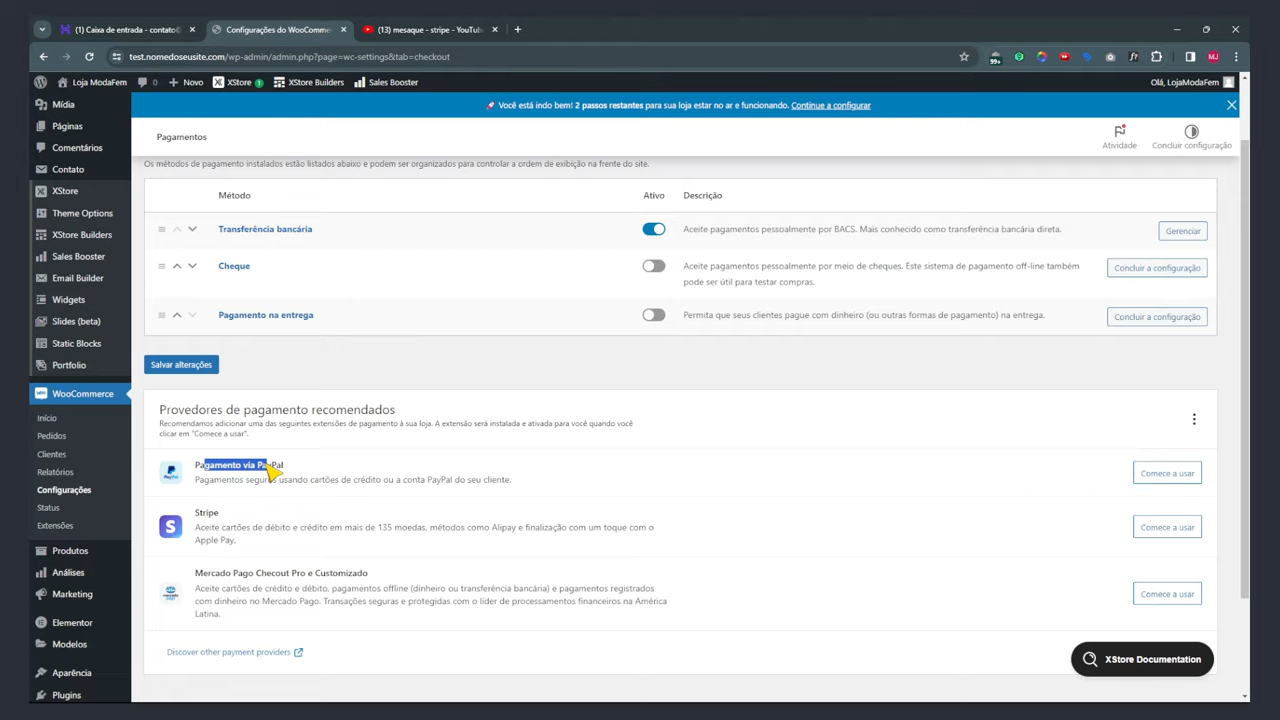 (1) Caixa de entrada - contato@
Configurações do WooComme
(13) mesaque - stripe - YouTub
test.nomedoseusite.com/wp-admin/admin.php?page=wc-settings&tab=checkout
99+
f?
MJ
Loja ModaFem
0
Novo
XStore 1
XStore Builders
Sales Booster
Olá, LojaModaFem
Você está indo bem! 2 passos restantes para sua loja estar no ar e funcionando. Continue a configurar
Pagamentos
Atividade
Concluir configuração
Mídia
Páginas
Comentários
Contato
XStore
Theme Options
XStore Builders
Sales Booster
Email Builder
Widgets
Slides (beta)
Static Blocks
Portfolio
WooCommerce
Início
Pedidos
Clientes
Relatórios
Configurações
Status
Extensões
Produtos
Análises
Marketing
Elementor
Modelos
Aparência
Plugins
Os métodos de pagamento instalados estão listados abaixo e podem ser organizados para controlar a ordem de exibição na frente do site.
Método
Ativo
Descrição
Transferência bancária
Aceite pagamentos pessoalmente por BACS. Mais conhecido como transferência bancária direta.
Gerenciar
Cheque
Aceite pagamentos pessoalmente por meio de cheques. Este sistema de pagamento off-line também
pode ser útil para testar compras.
Concluir a configuração
Pagamento na entrega
Permita que seus clientes pague com dinheiro (ou outras formas de pagamento) na entrega.
Concluir a configuração
Salvar alterações
Provedores de pagamento recomendados
Recomendamos adicionar uma das seguintes extensões de pagamento à sua loja. A extensão será instalada e ativada para você quando você
clicar em "Comece a usar".
PayPal
Pagamento via PayPal
Pagamentos seguros usando cartões de crédito ou a conta PayPal do seu cliente.
Comece a usar
S
Stripe
Aceite cartões de débito e crédito em mais de 135 moedas, métodos como Alipay e finalização com um toque com o
Apple Pay.
Comece a usar
Mercado Pago Checout Pro e Customizado
Aceite cartões de crédito e débito, pagamentos offline (dinheiro ou transferência bancária) e pagamentos registrados
com dinheiro no Mercado Pago. Transações seguras e protegidas com o líder de processamentos financeiros na América
Latina.
Comece a usar
Discover other payment providers
XStore Documentation